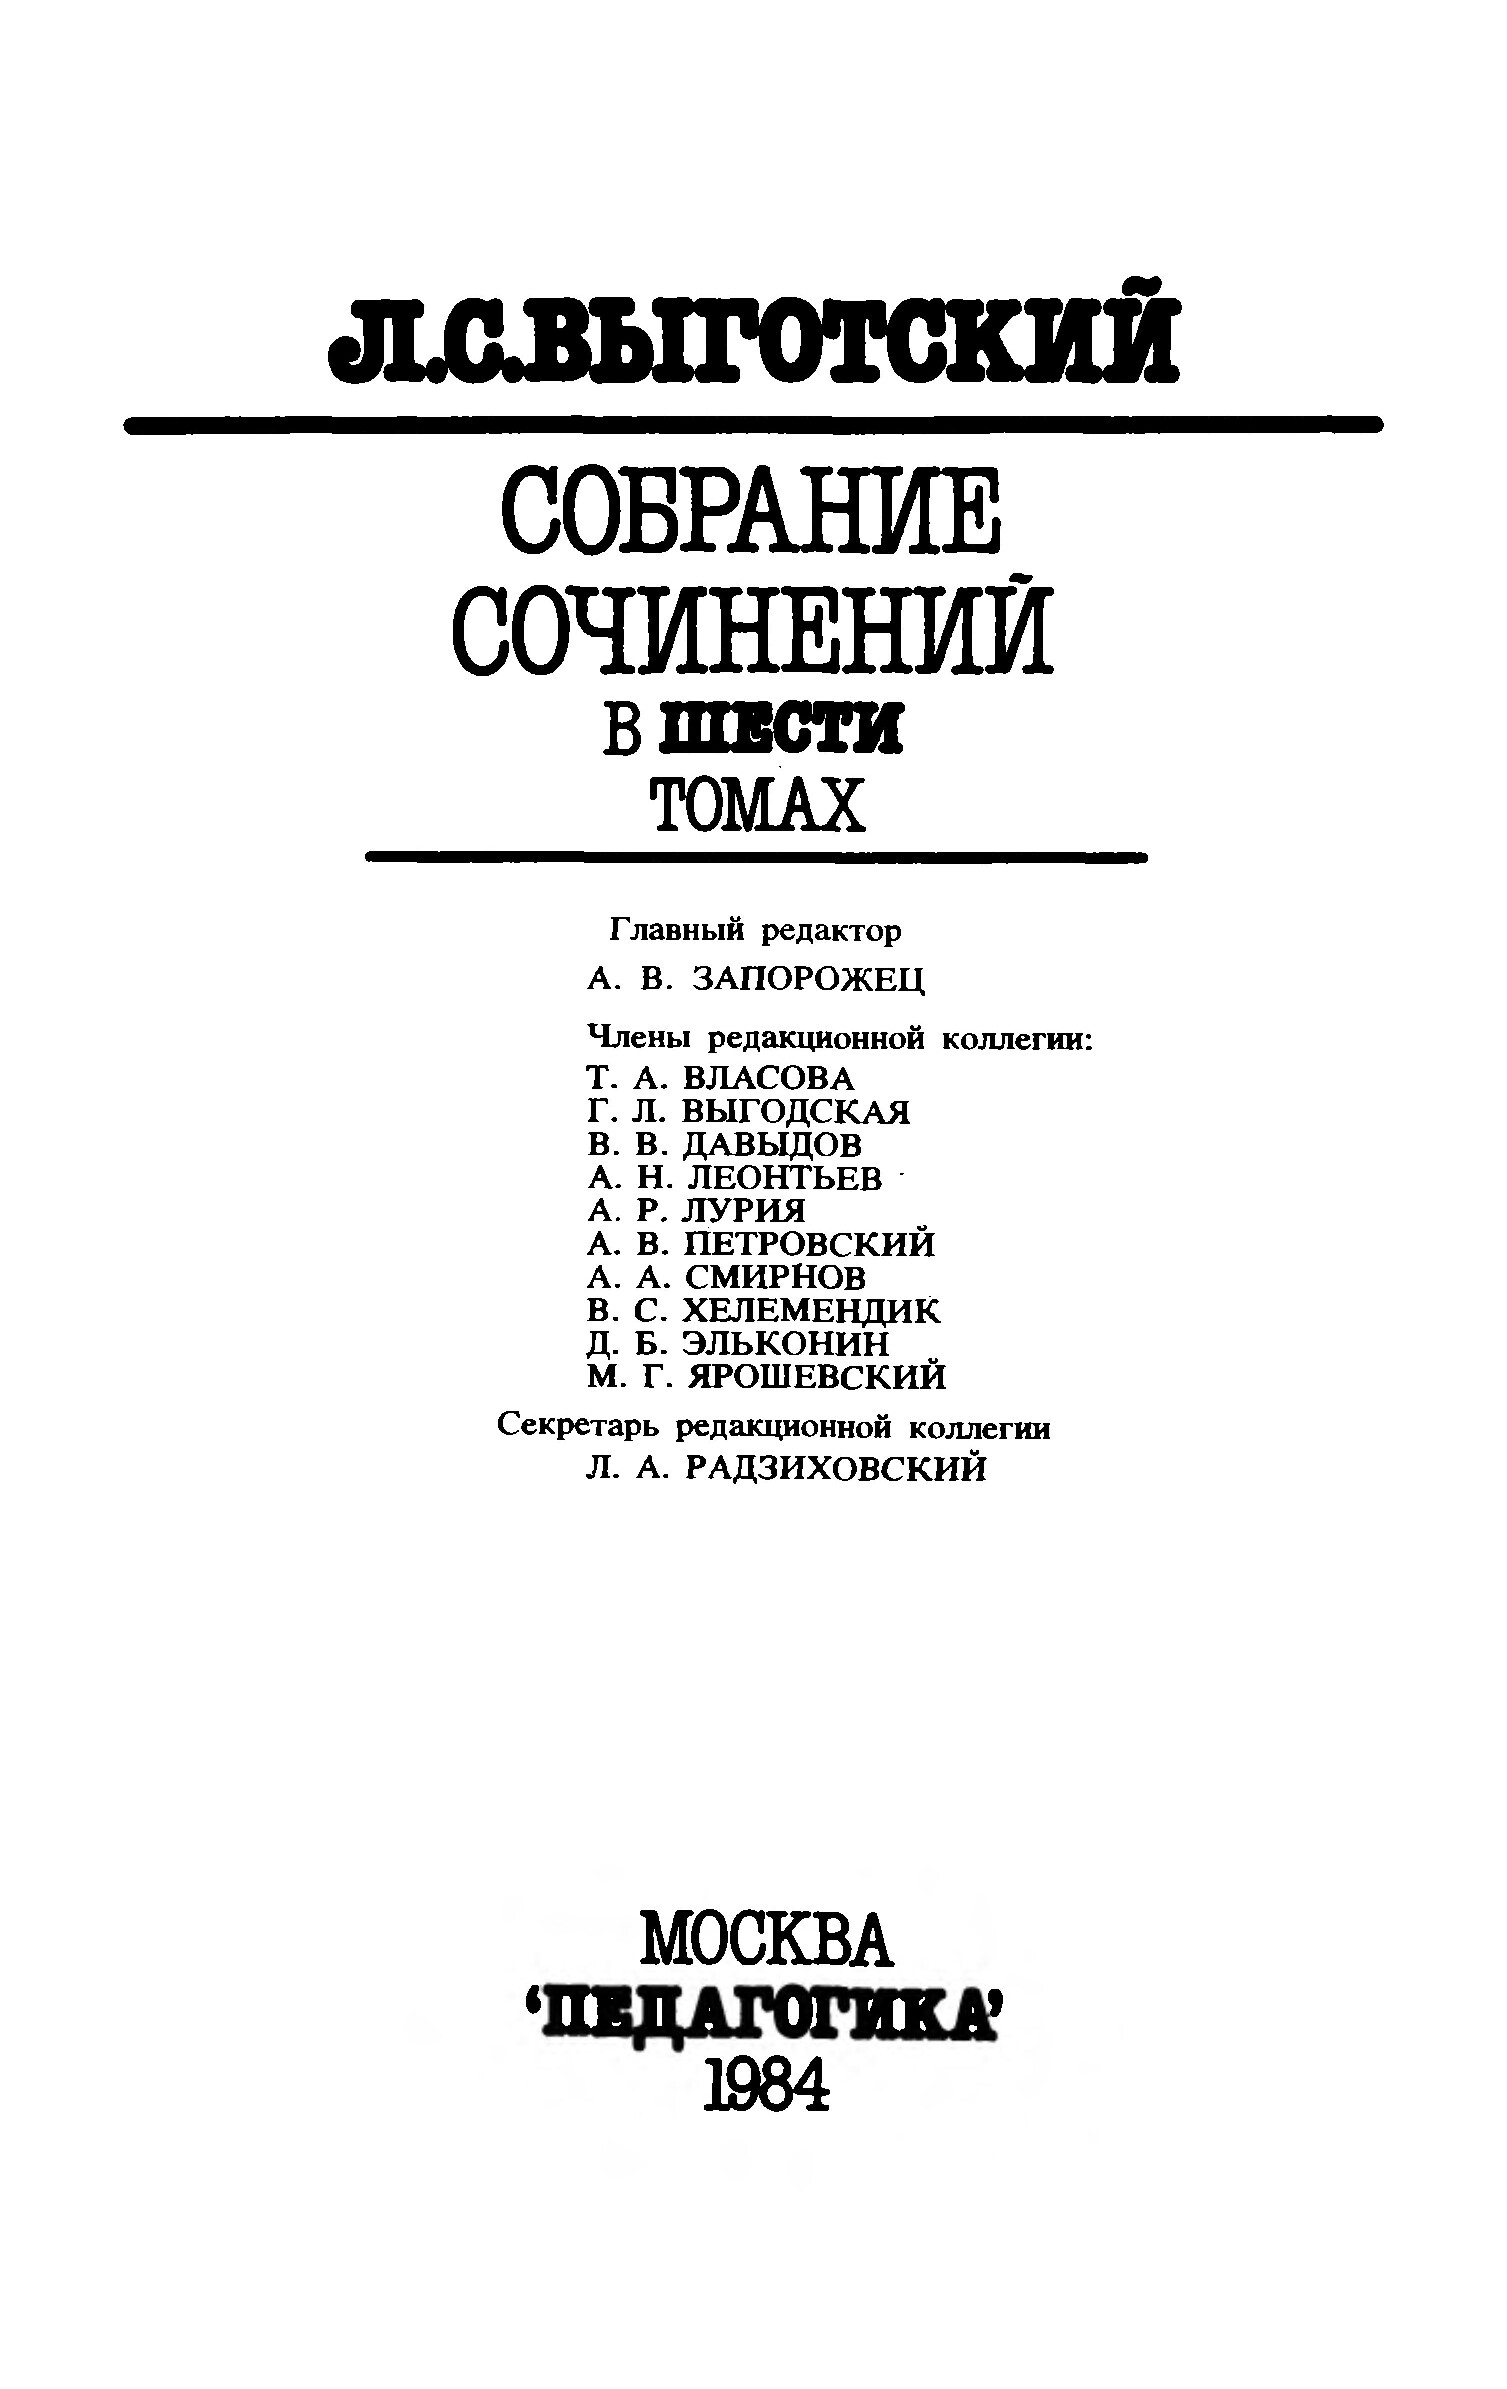 Л.С.ВЫГОТСКИЙ
СОБРАНИЕ
СОЧИНЕНИЙ
В ШЕСТИ
ТОМАХ
Главный редактор
А. В. ЗАПОРОЖЕЦ
Члены редакционной коллегии:
Т. А. ВЛАСОВА
Г. Л. ВЫГОДСКАЯ
В. В. ДАВЫДОВ
А. Н. ЛЕОНТЬЕВ
А. Р. ЛУРИЯ
А. В. ПЕТРОВСКИЙ
А. А. СМИРНОВ
В. С. ХЕЛЕМЕНДИК
Д. Б. ЭЛЬКОНИН
М. Г. ЯРОШЕВСКИЙ
Секретарь редакционной коллегии
Л. А. РАДЗИХОВСКИЙ
МОСКВА
‘ПЕДАГОГИКА’
1984